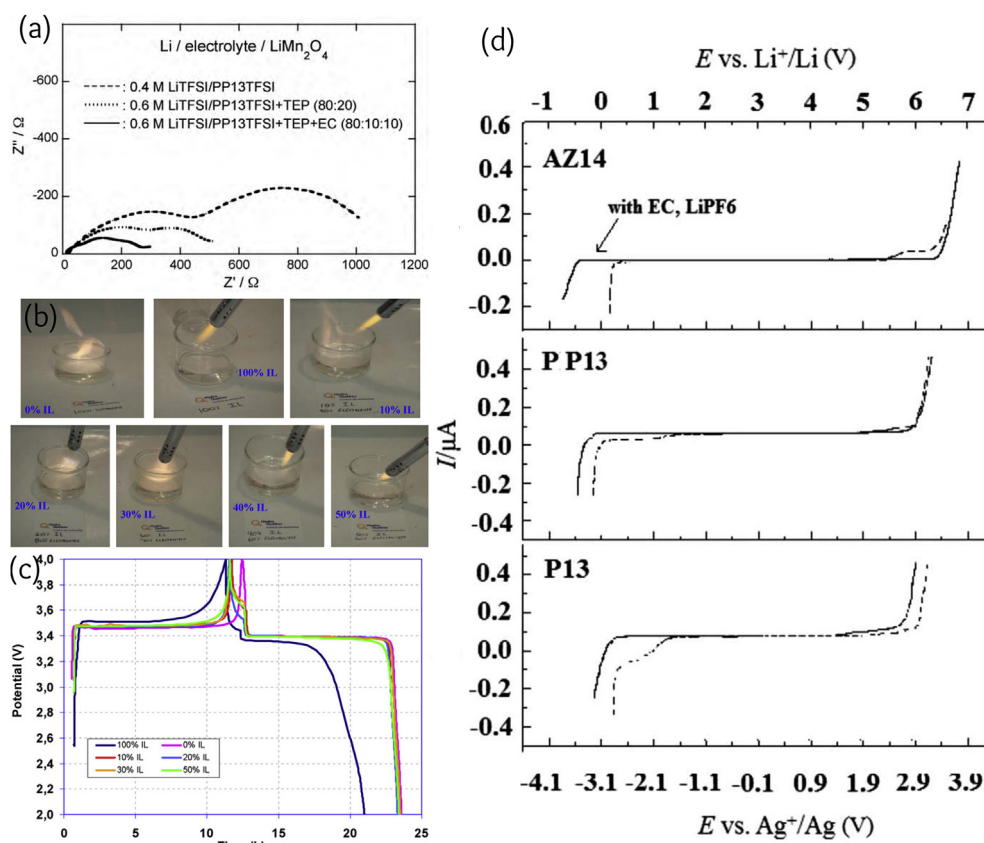 (a)
Li / electrolyte / LiMn2O4
: 0.4 M LiTFSI/PP13TFSI
: 0.6 M LiTFSI/PP13TFSI+TEP (80:20)
: 0.6 M LiTFSI/PP13TFSI+TEP+EC (80:10:10)
Z'' / Ω
-600
-400
-200
0
0 200 400 600 800 1000 1200
Z' / Ω
(b)
0% IL
100% IL
100% IL
10% IL
20% IL
30% IL
40% IL
50% IL
(c)
Potential (V)
4,0
3,8
3,6
3,4
3,2
3,0
2,8
2,6
2,4
2,2
2,0
100% IL 0% IL
10% IL 20% IL
30% IL 50% IL
0 5 10 15 20 25
(d)
E vs. Li+/Li (V)
-1 0 1 2 3 4 5 6 7
0.6
0.4
0.2
0.0
-0.2
AZ14
with EC, LiPF6
0.4
0.2
0.0
-0.2
-0.4
P P13
I/μA
0.4
0.2
0.0
-0.2
-0.4
P13
-4.1 -3.1 -2.1 -1.1 -0.1 0.9 1.9 2.9 3.9
E vs. Ag+/Ag (V)